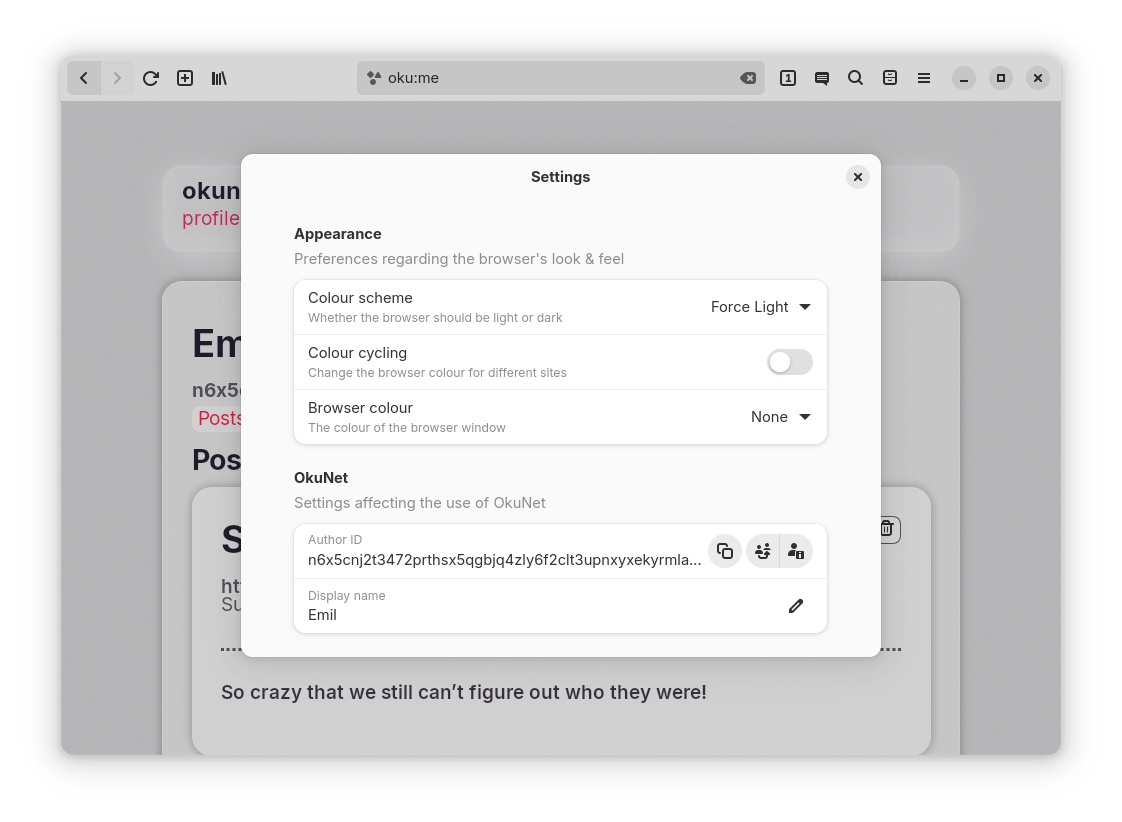 oku:me
1
okun
profile
Settings
Appearance
Preferences regarding the browser's look & feel
Colour scheme
Whether the browser should be light or dark
Force Light
Colour cycling
Change the browser colour for different sites
Browser colour
The colour of the browser window
None
Em
n6x5
Posts
Pos
OkuNet
Settings affecting the use of OkuNet
Author ID
n6x5cnj2t3472prthsx5qgbjq4zly6f2clt3upnxyxekyrmla...
Display name
Emil
S
ht
Su
So crazy that we still can’t figure out who they were!